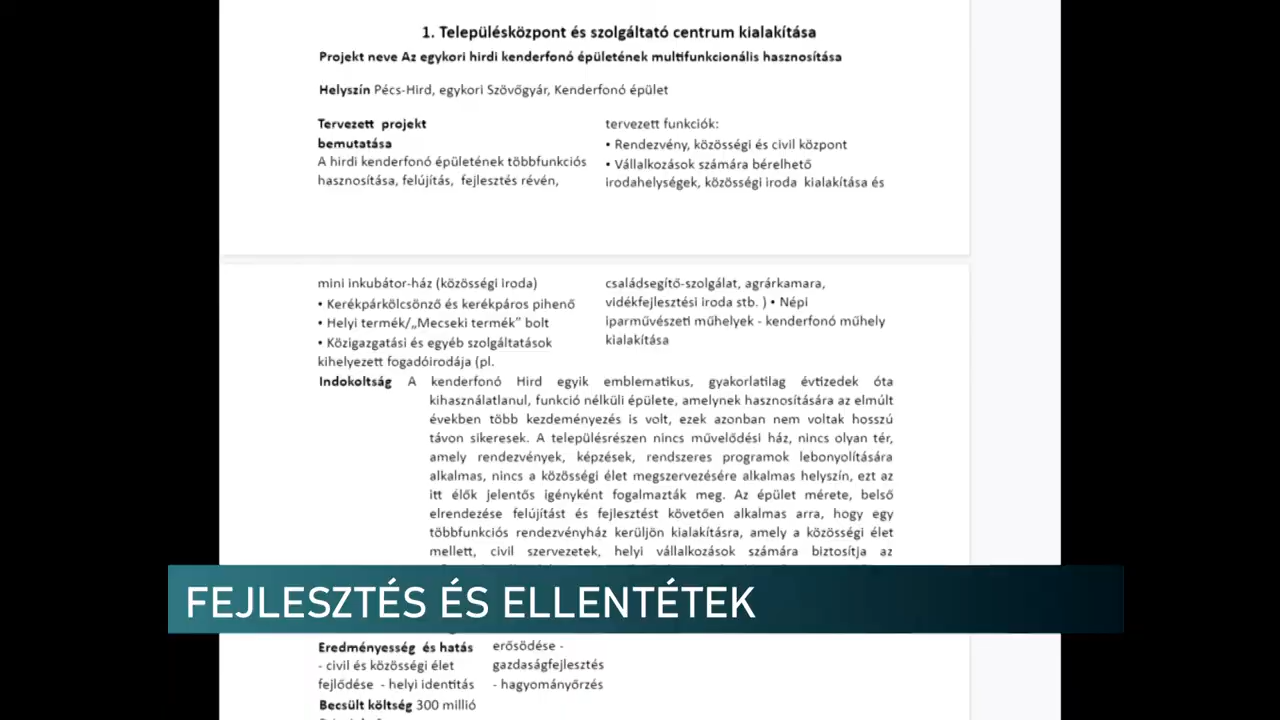 1. Településközpont és szolgáltató centrum kialakítása
Projekt neve Az egykori hirdi kenderfonó épületének multifunkcionális hasznosítása
Helyszín Pécs-Hird, egykori Szövőgyár, Kenderfonó épület
Tervezett projekt
bemutatása
A hirdi kenderfonó épületének többfunkciós
hasznosítása, felújítás, fejlesztés révén,
tervezett funkciók:
• Rendezvény, közösségi és civil központ
• Vállalkozások számára bérelhető
irodahelységek, közösségi iroda kialakítása és
mini inkubátor-ház (közösségi iroda)
• Kerékpárkölcsönző és kerékpáros pihenő
• Helyi termék/„Mecseki termék” bolt
• Közigazgatási és egyéb szolgáltatások
kihelyezett fogadóirodája (pl.
családsegítő-szolgálat, agrárkamara,
vidékfejlesztési iroda stb. ) • Népi
iparművészeti műhelyek - kenderfonó műhely
kialakítása
Indokoltság A kenderfonó Hird egyik emblematikus, gyakorlatilag évtizedek óta
kihasználatlanul, funkció nélküli épülete, amelynek hasznosítására az elmúlt
években több kezdeményezés is volt, ezek azonban nem voltak hosszú
távon sikeresek. A településrészen nincs művelődési ház, nincs olyan tér,
amely rendezvények, képzések, rendszeres programok lebonyolítására
alkalmas, nincs a közösségi élet megszervezésére alkalmas helyszín, ezt az
itt élők jelentős igényként fogalmazták meg. Az épület mérete, belső
elrendezése felújítást és fejlesztést követően alkalmas arra, hogy egy
többfunkciós rendezvényház kerüljön kialakításra, amely a közösségi élet
mellett, civil szervezetek, helyi vállalkozások számára biztosítja az
FEJLESZTÉS ÉS ELLENTÉTEK
Eredményesség és hatás
- civil és közösségi élet
fejlődése - helyi identitás
erősödése -
gazdaságfejlesztés
- hagyományőrzés
Becsült költség 300 millió